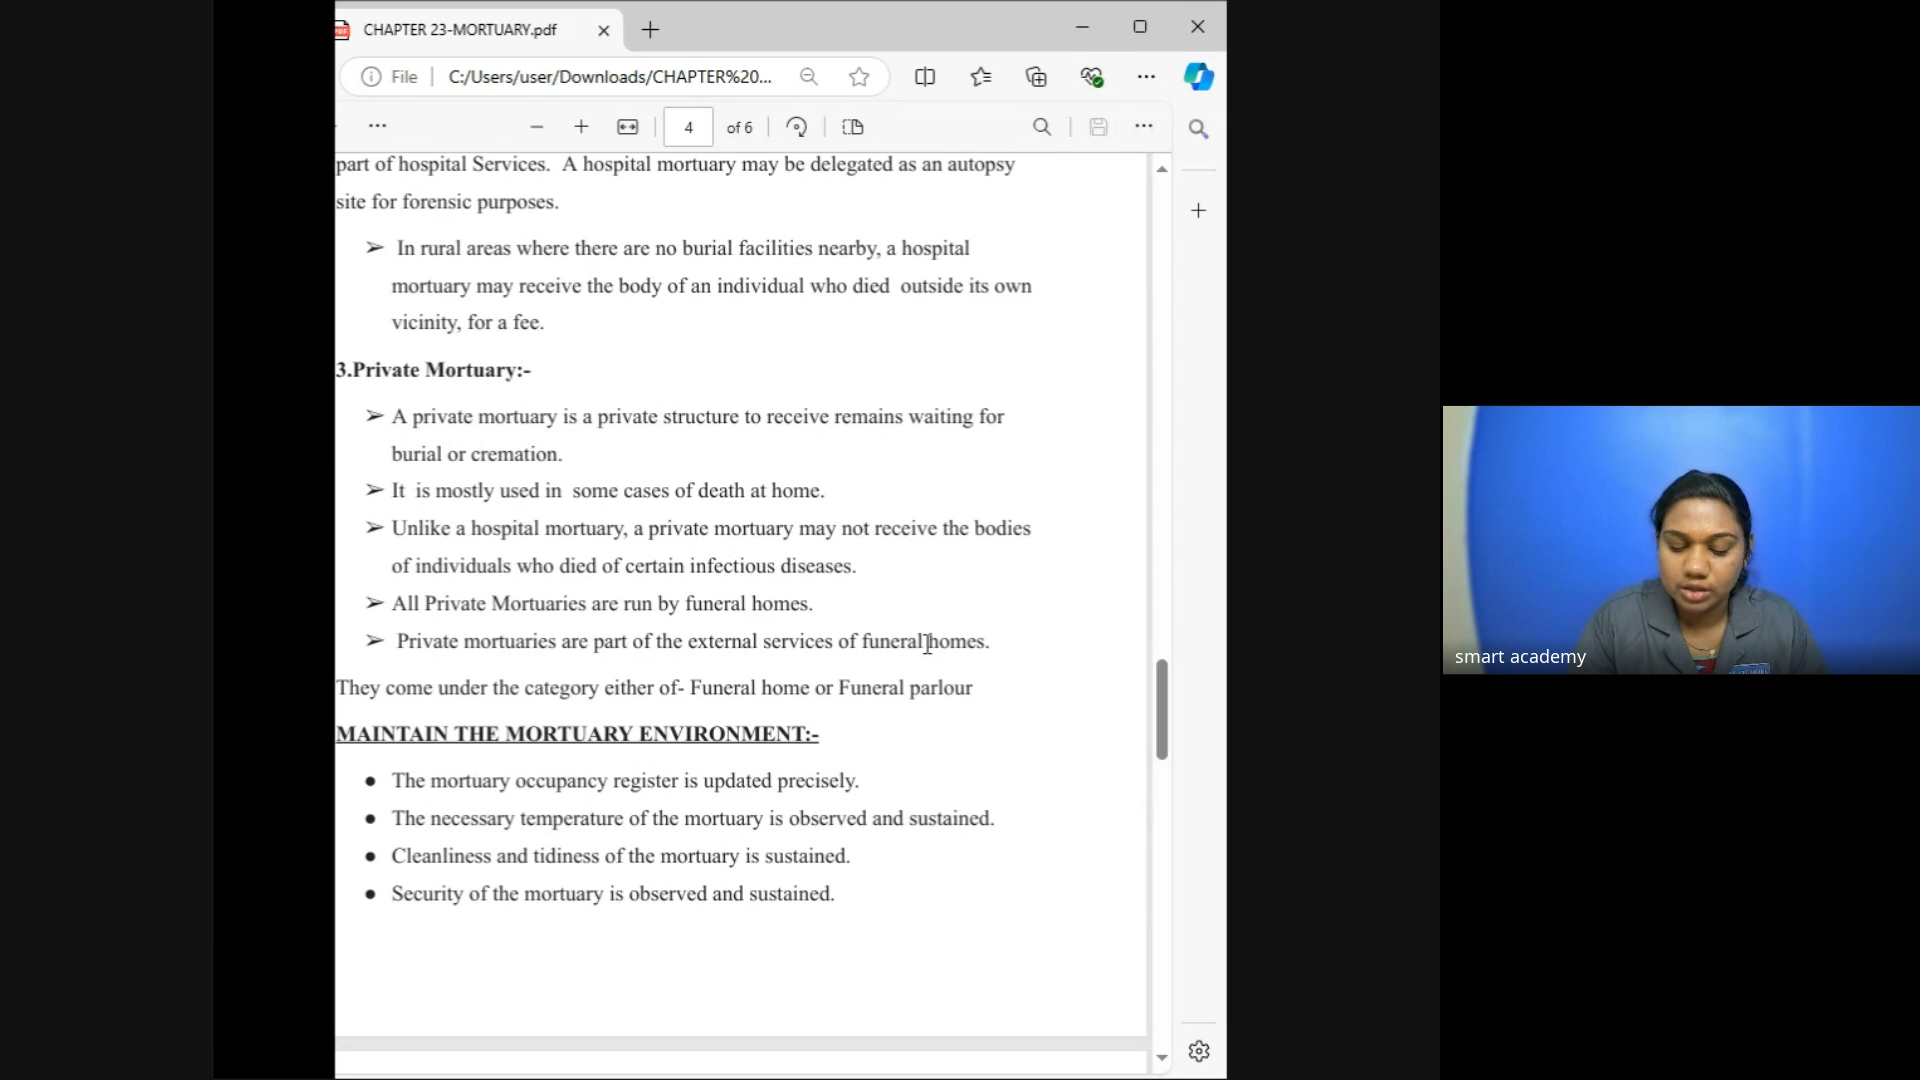 CHAPTER 23-MORTUARY.pdf
File
C:/Users/user/Downloads/CHAPTER%20...
4 of 6
part of hospital Services. A hospital mortuary may be delegated as an autopsy
site for forensic purposes.
➢ In rural areas where there are no burial facilities nearby, a hospital
mortuary may receive the body of an individual who died outside its own
vicinity, for a fee.
3.Private Mortuary:-
➢ A private mortuary is a private structure to receive remains waiting for
burial or cremation.
➢ It is mostly used in some cases of death at home.
➢ Unlike a hospital mortuary, a private mortuary may not receive the bodies
of individuals who died of certain infectious diseases.
➢ All Private Mortuaries are run by funeral homes.
➢ Private mortuaries are part of the external services of funeral homes.
They come under the category either of- Funeral home or Funeral parlour
MAINTAIN THE MORTUARY ENVIRONMENT:-
● The mortuary occupancy register is updated precisely.
● The necessary temperature of the mortuary is observed and sustained.
● Cleanliness and tidiness of the mortuary is sustained.
● Security of the mortuary is observed and sustained.
smart academy